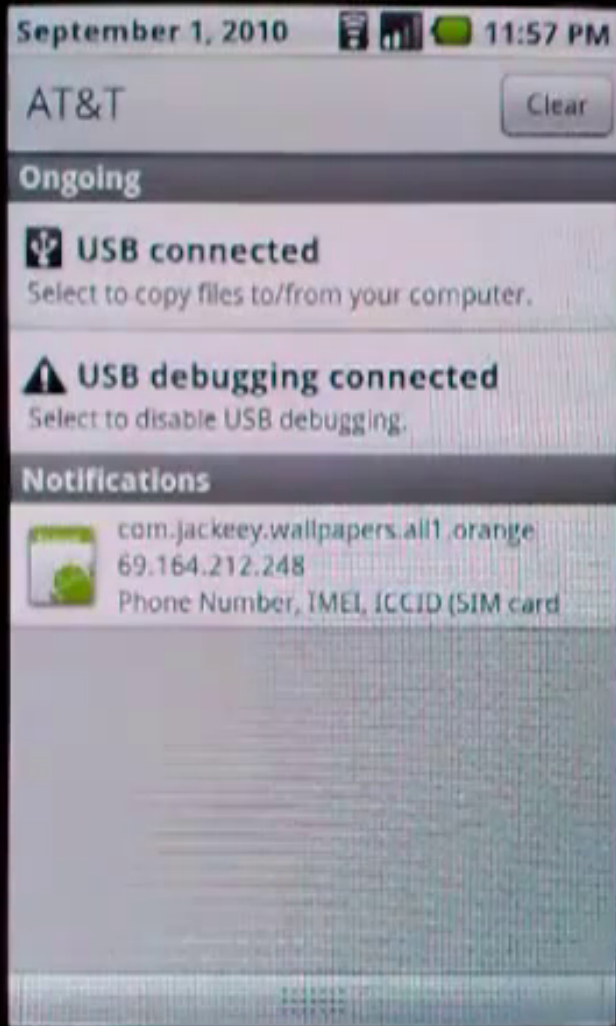 September 1, 2010 11:57 PM
AT&T Clear
Ongoing
USB connected
Select to copy files to/from your computer.
USB debugging connected
Select to disable USB debugging.
Notifications
com.jackeey.wallpapers.all1.orange
69.164.212.248
Phone Number, IMEI, ICCID (SIM card